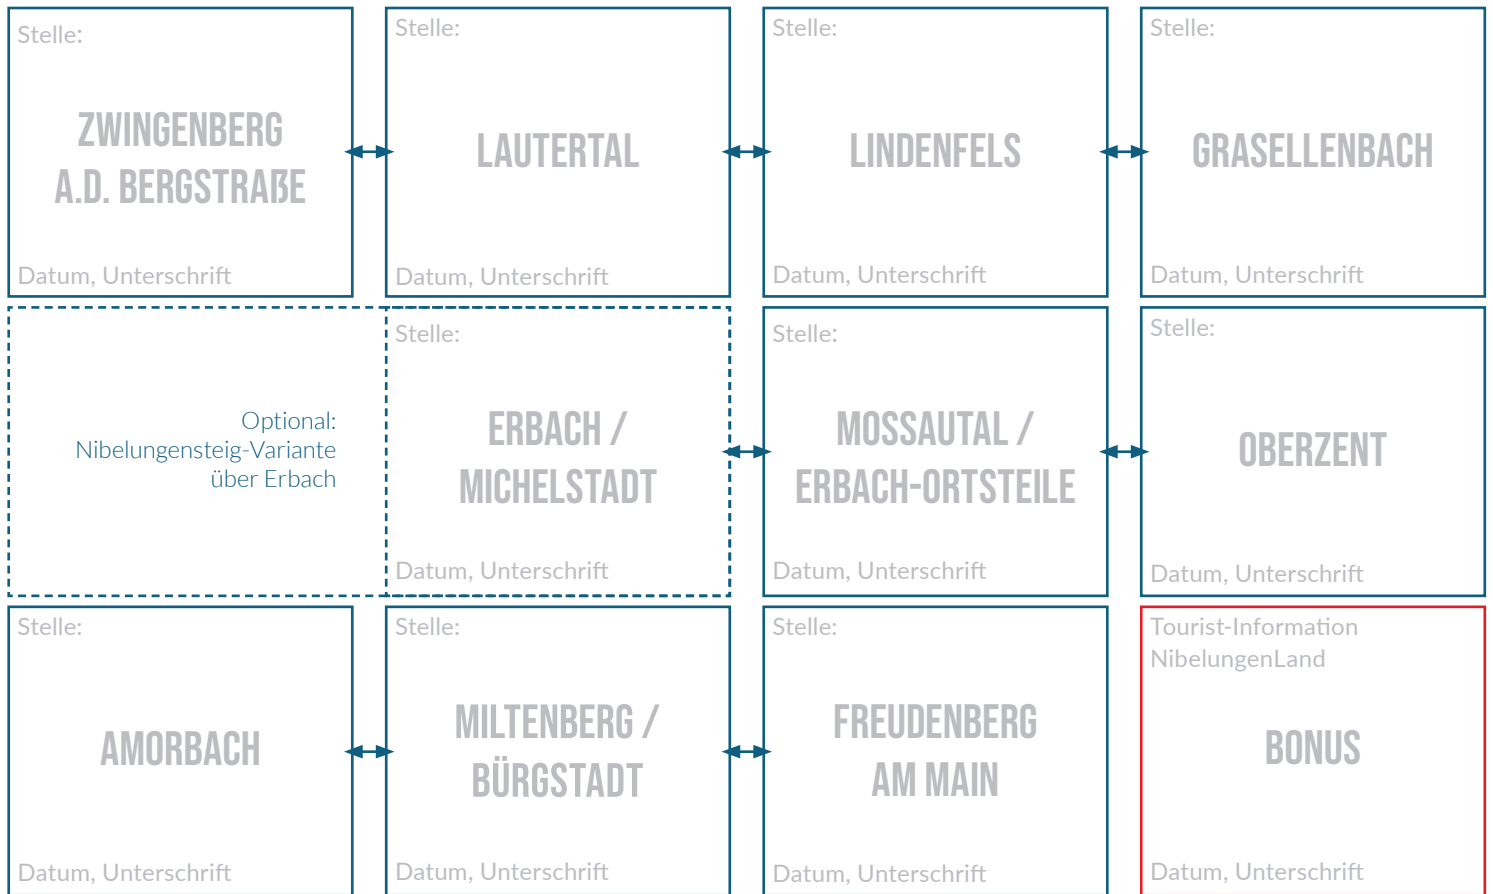 Stelle:
ZWINGENBERG
A.D. BERGSTRAßE
Datum, Unterschrift
Stelle:
LAUTERTAL
Datum, Unterschrift
Stelle:
LINDENFELS
Datum, Unterschrift
Stelle:
GRASELLENBACH
Datum, Unterschrift
Optional:
Nibelungensteig-Variante
über Erbach
Stelle:
ERBACH /
MICHELSTADT
Datum, Unterschrift
Stelle:
MOSSAUTAL /
ERBACH-ORTSTEILE
Datum, Unterschrift
Stelle:
OBERZENT
Datum, Unterschrift
Stelle:
AMORBACH
Datum, Unterschrift
Stelle:
MILTENBERG /
BÜRGSTADT
Datum, Unterschrift
Stelle:
FREUDENBERG
AM MAIN
Datum, Unterschrift
Tourist-Information
NibelungenLand
BONUS
Datum, Unterschrift